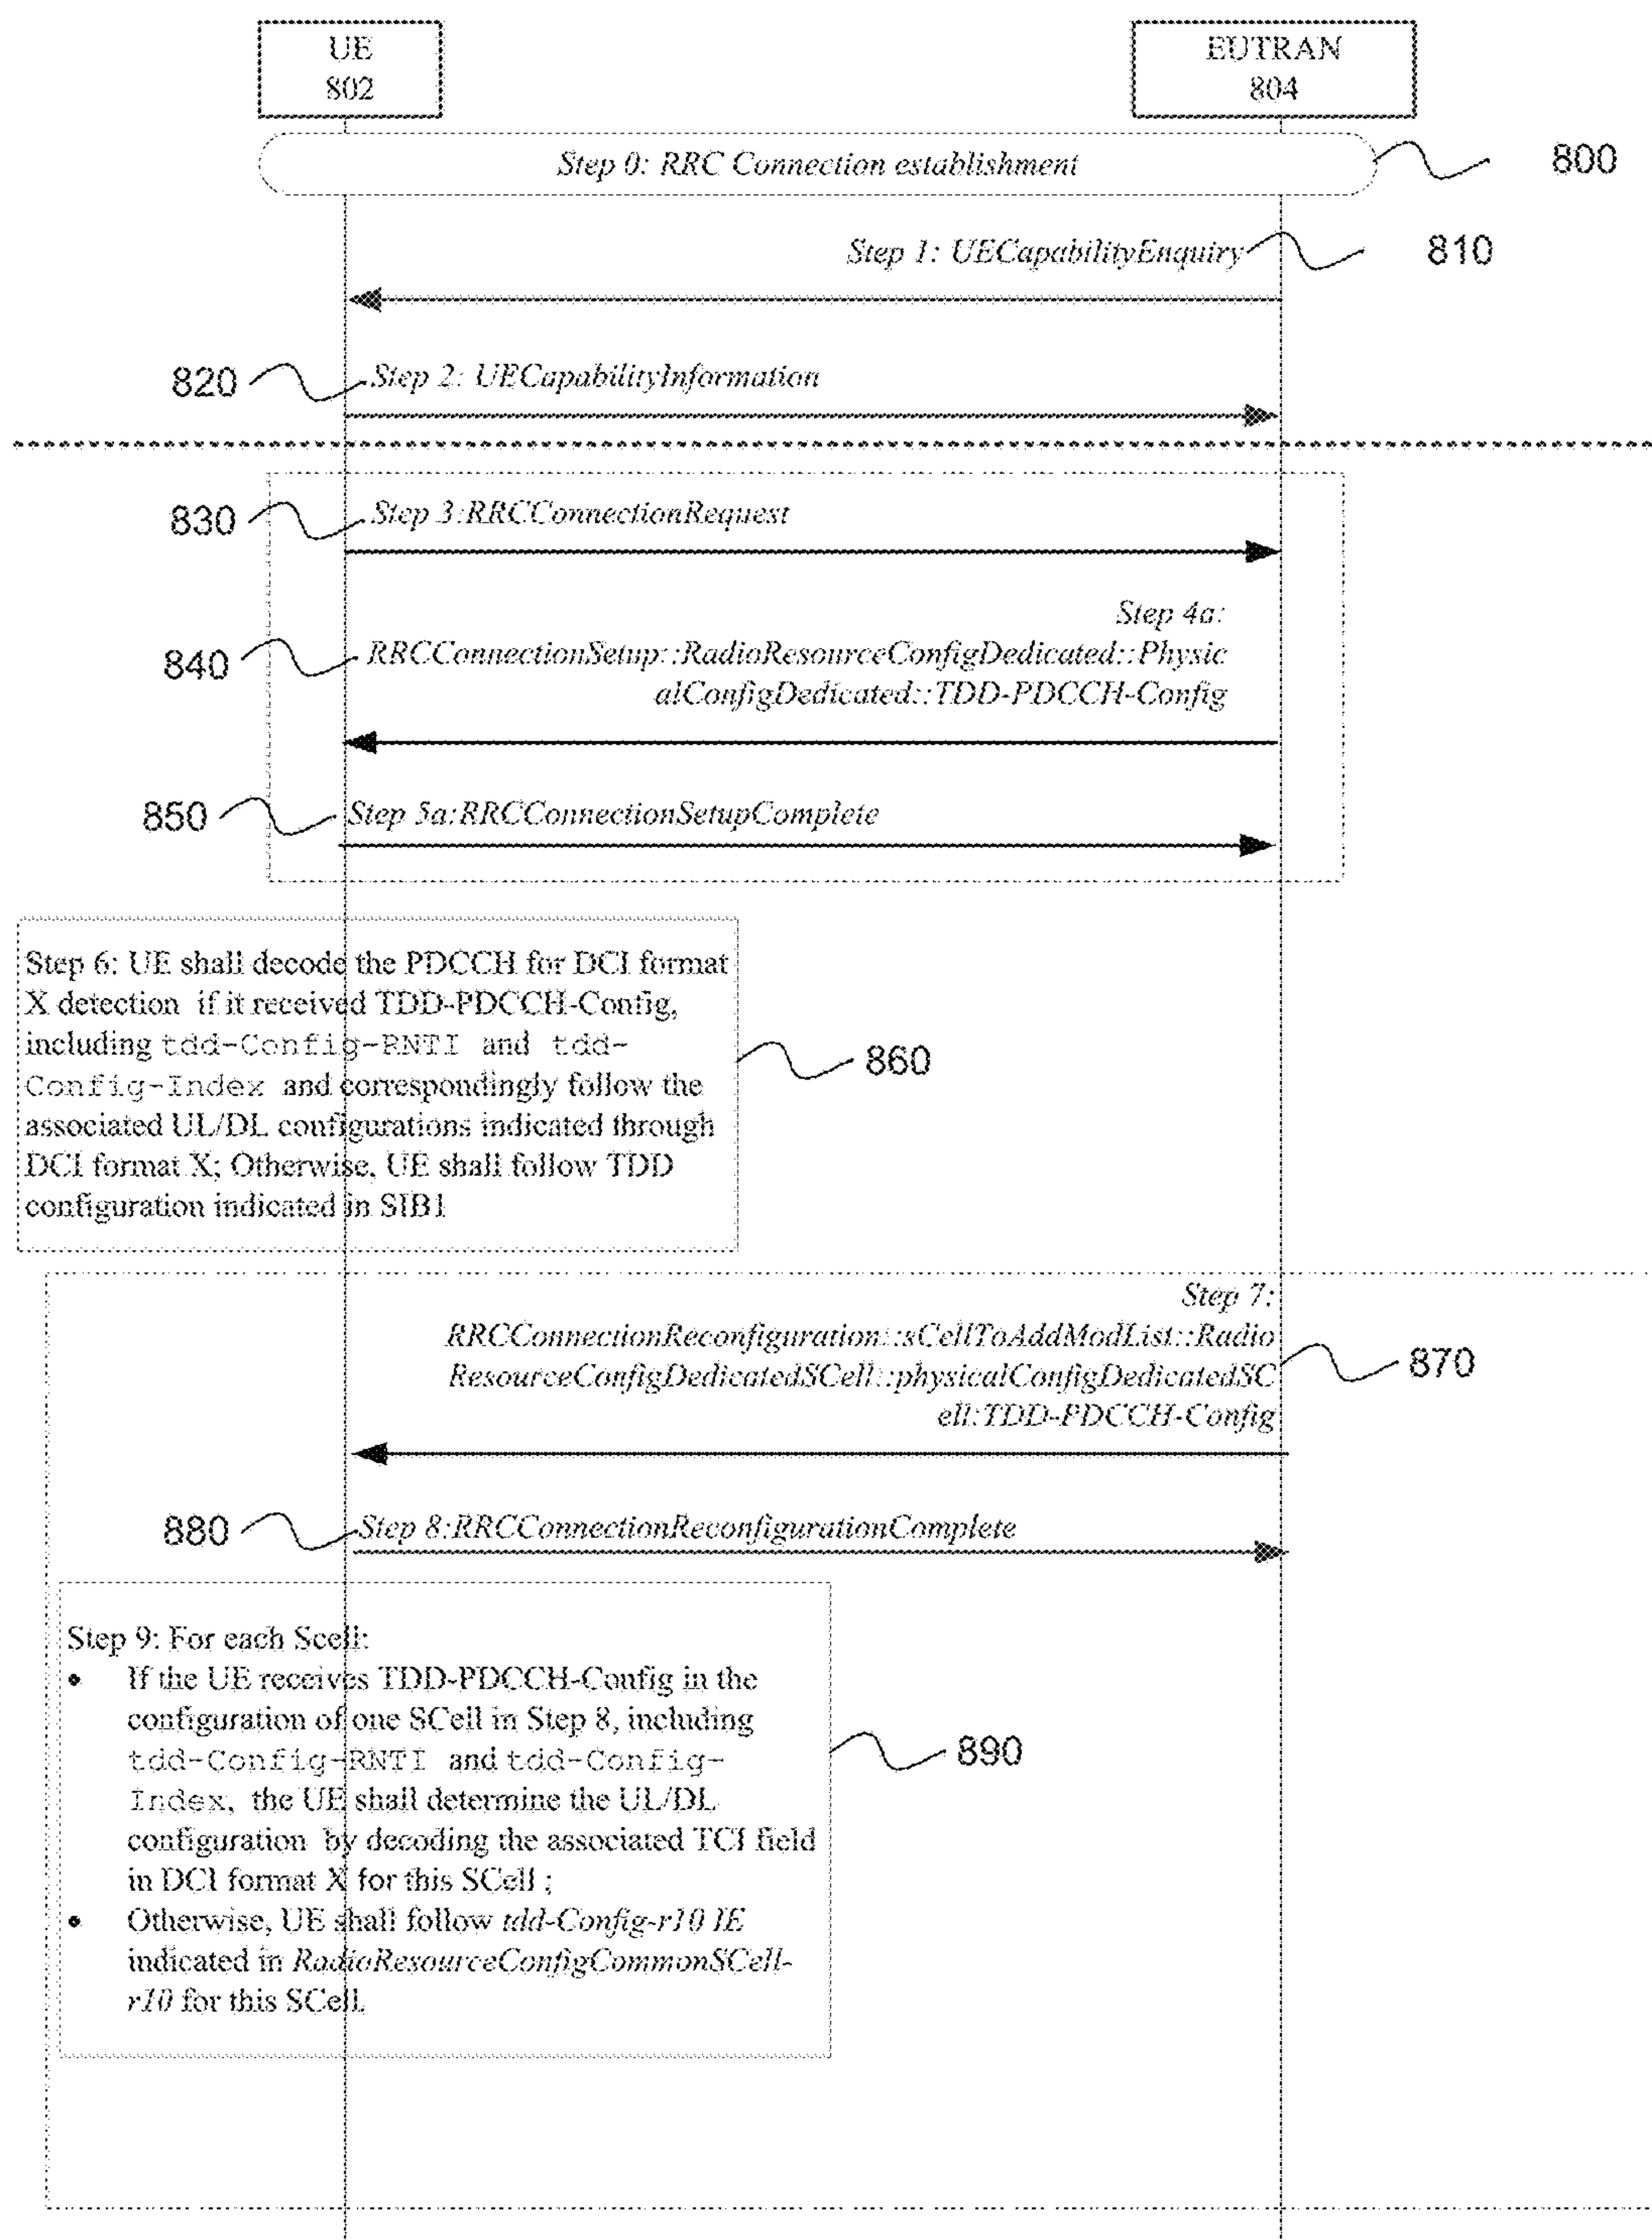 UE
802
EUTRAN
804
Step 0: RRC Connection establishment
800
Step 1: UECapabilityEnquiry
810
820
Step 2: UECapabilityInformation
830
Step 3:RRCConnectionRequest
Step 4a:
840
RRCConnectionSetup::RadioResourceConfigDedicated::Physic
alConfigDedicated::TDD-PDCCH-Config
850
Step 5a:RRCConnectionSetupComplete
Step 6: UE shall decode the PDCCH for DCI format
X detection if it received TDD-PDCCH-Config,
including tdd-Config-RNTI and tdd-
Config-Index and correspondingly follow the
associated UL/DL configurations indicated through
DCI format X; Otherwise, UE shall follow TDD
configuration indicated in SIB1
860
Step 7:
RRCConnectionReconfiguration::sCellToAddModList::Radio
ResourceConfigDedicatedSCell::physicalConfigDedicatedSC
ell:TDD-PDCCH-Config
870
880
Step 8:RRCConnectionReconfigurationComplete
Step 9: For each Scell:
• If the UE receives TDD-PDCCH-Config in the
configuration of one SCell in Step 8, including
tdd-Config-RNTI and tdd-Config-
Index, the UE shall determine the UL/DL
configuration by decoding the associated TCI field
in DCI format X for this SCell ;
• Otherwise, UE shall follow tdd-Config-r10 IE
indicated in RadioResourceConfigCommonSCell-
r10 for this SCell.
890